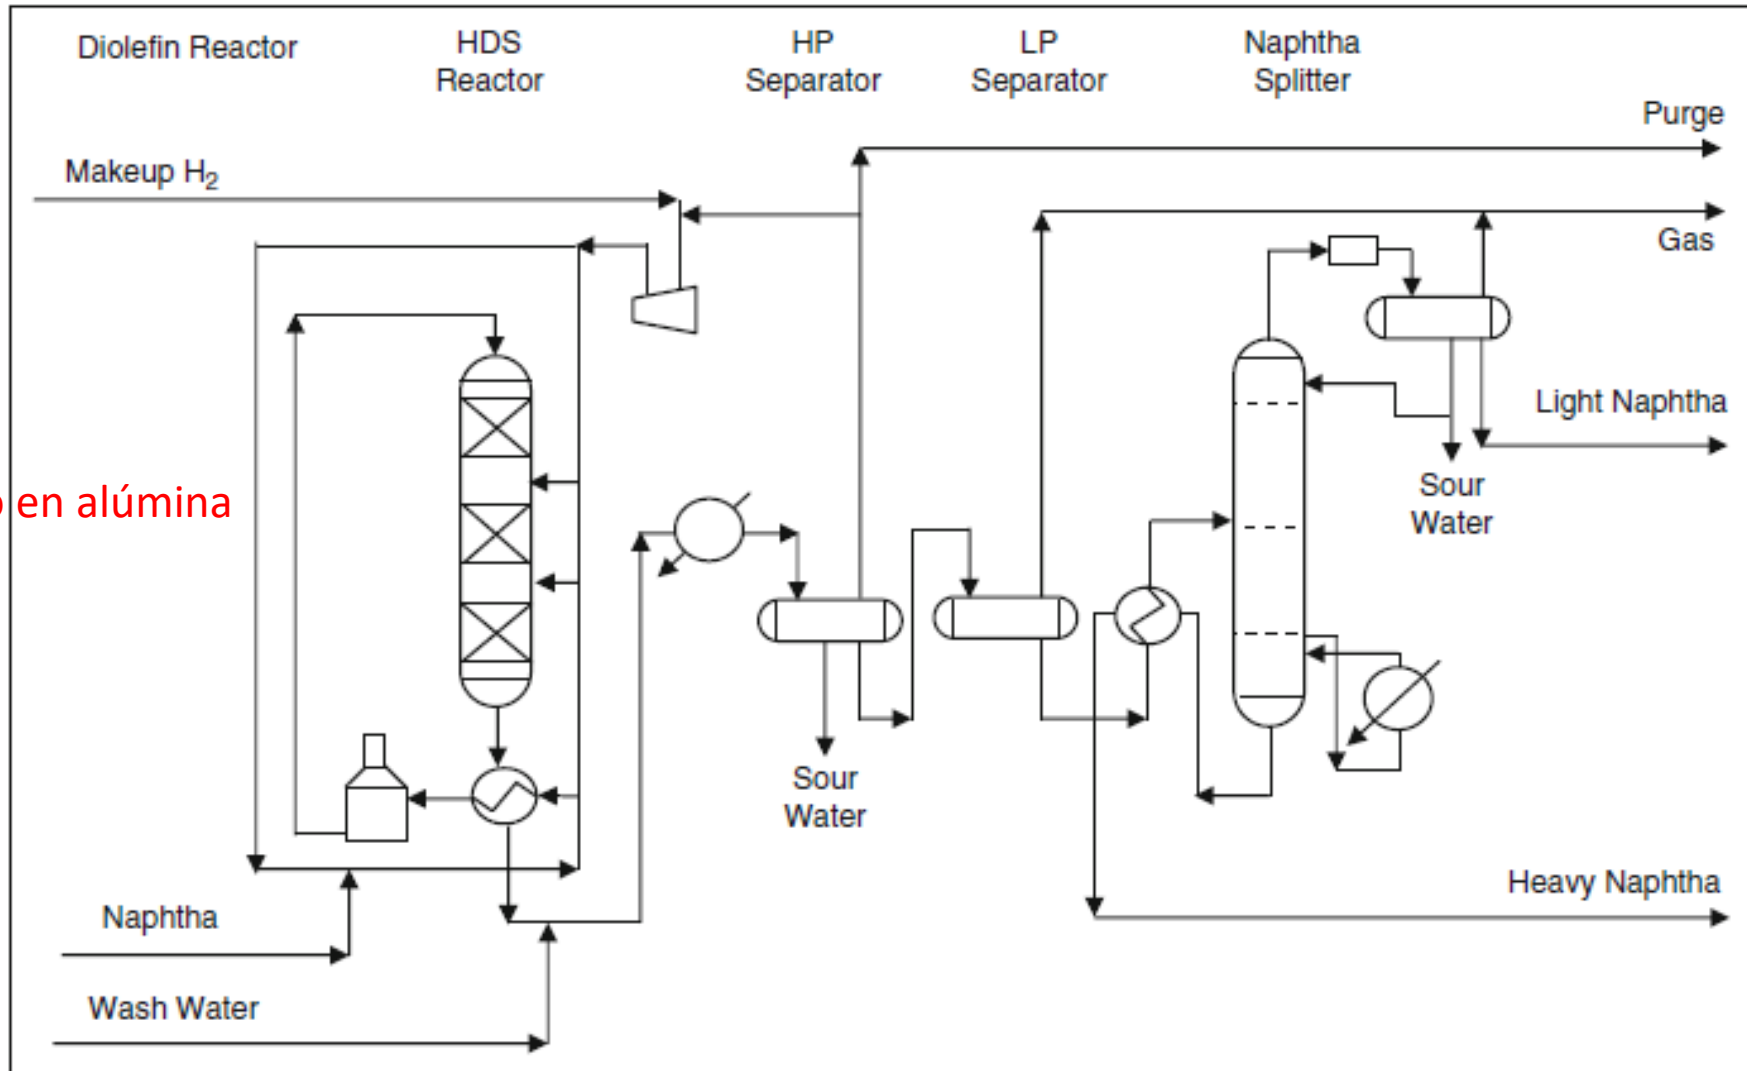 Diolefin Reactor
HDS
Reactor
HP
Separator
LP
Separator
Naphtha
Splitter
Purge
Makeup H₂
Gas
Light Naphtha
en alúmina
Sour
Water
Sour
Water
Heavy Naphtha
Naphtha
Wash Water